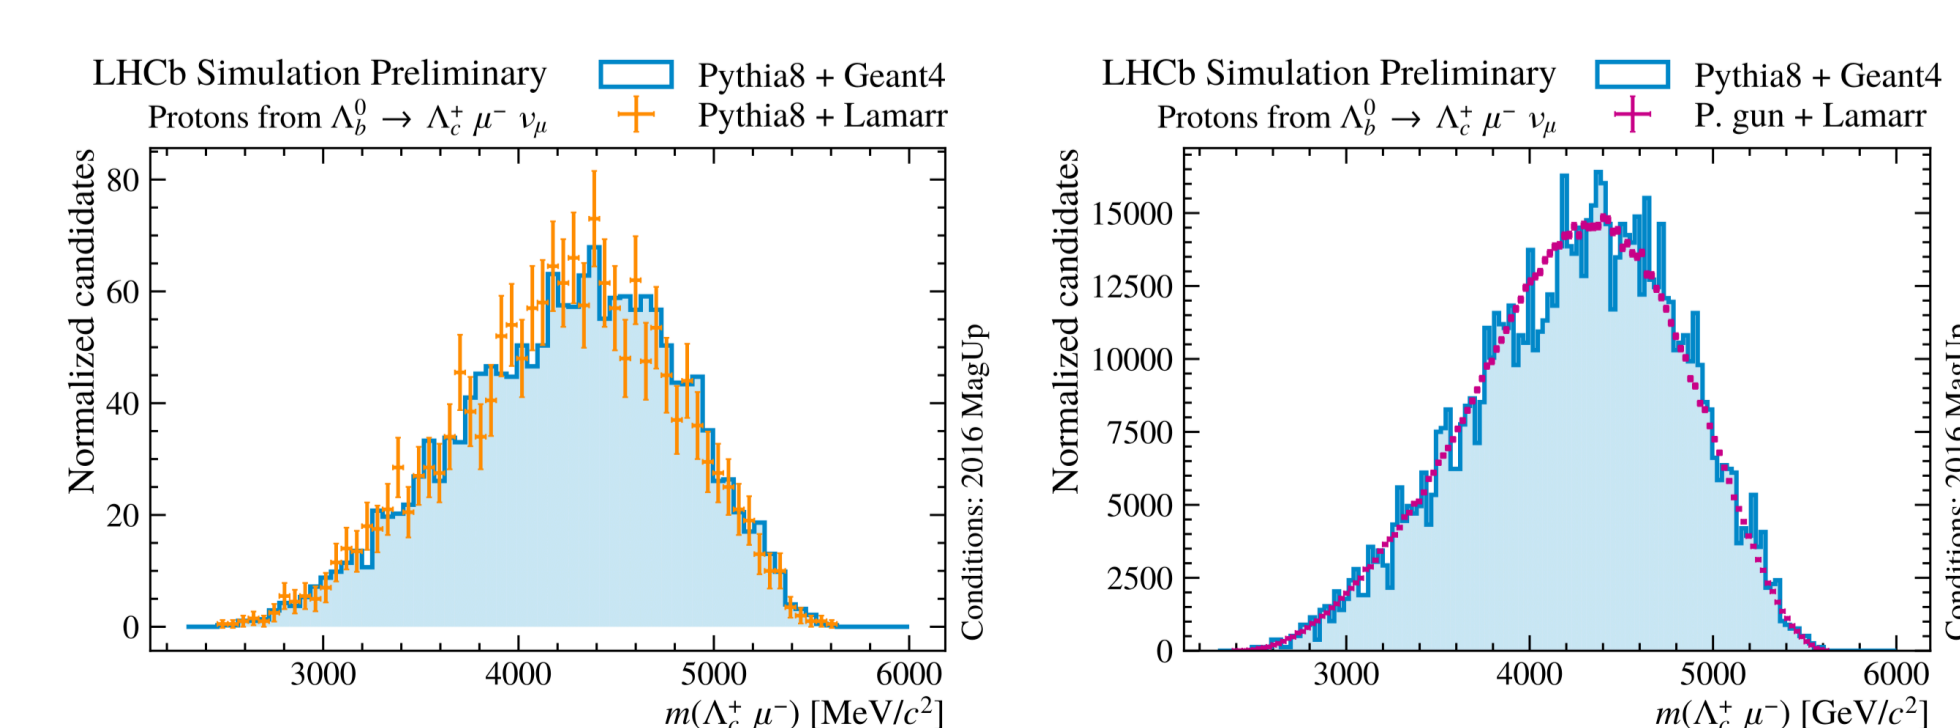 LHCb Simulation Preliminary
Protons from Λ_b^0 → Λ_c^+ μ^- ν_μ
Pythia8 + Geant4
Pythia8 + Lamarr
Normalized candidates
80
60
40
20
0
3000 4000 5000 6000
m(Λ_c^+ μ^-) [MeV/c^2]
Conditions: 2016 MagUp
LHCb Simulation Preliminary
Protons from Λ_b^0 → Λ_c^+ μ^- ν_μ
Pythia8 + Geant4
P. gun + Lamarr
Normalized candidates
15000
12500
10000
7500
5000
2500
0
3000 4000 5000 6000
m(Λ_c^+ μ^-) [GeV/c^2]
Conditions: 2016 MagUp